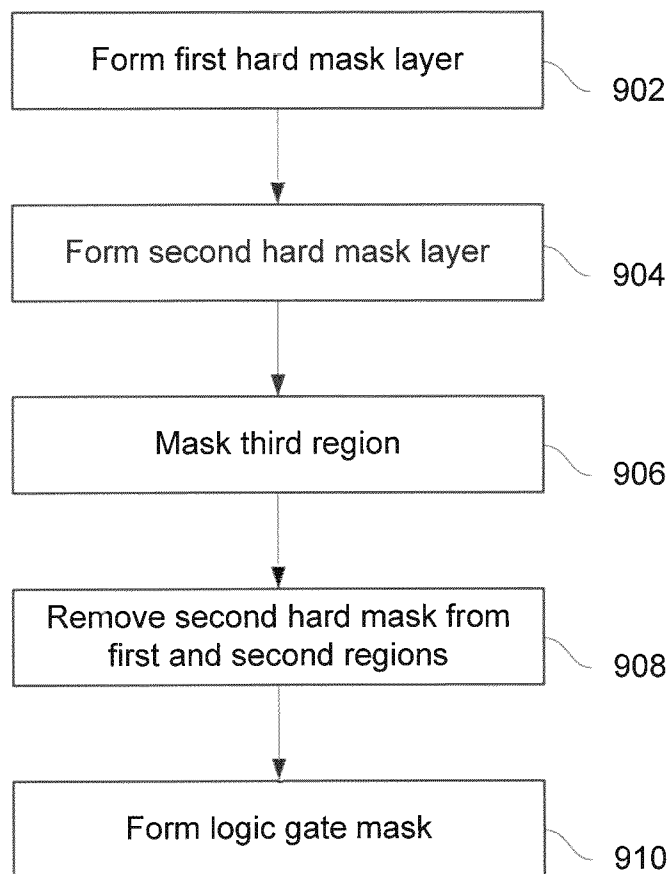 Form first hard mask layer
902
Form second hard mask layer
904
Mask third region
906
Remove second hard mask from
first and second regions
908
Form logic gate mask
910